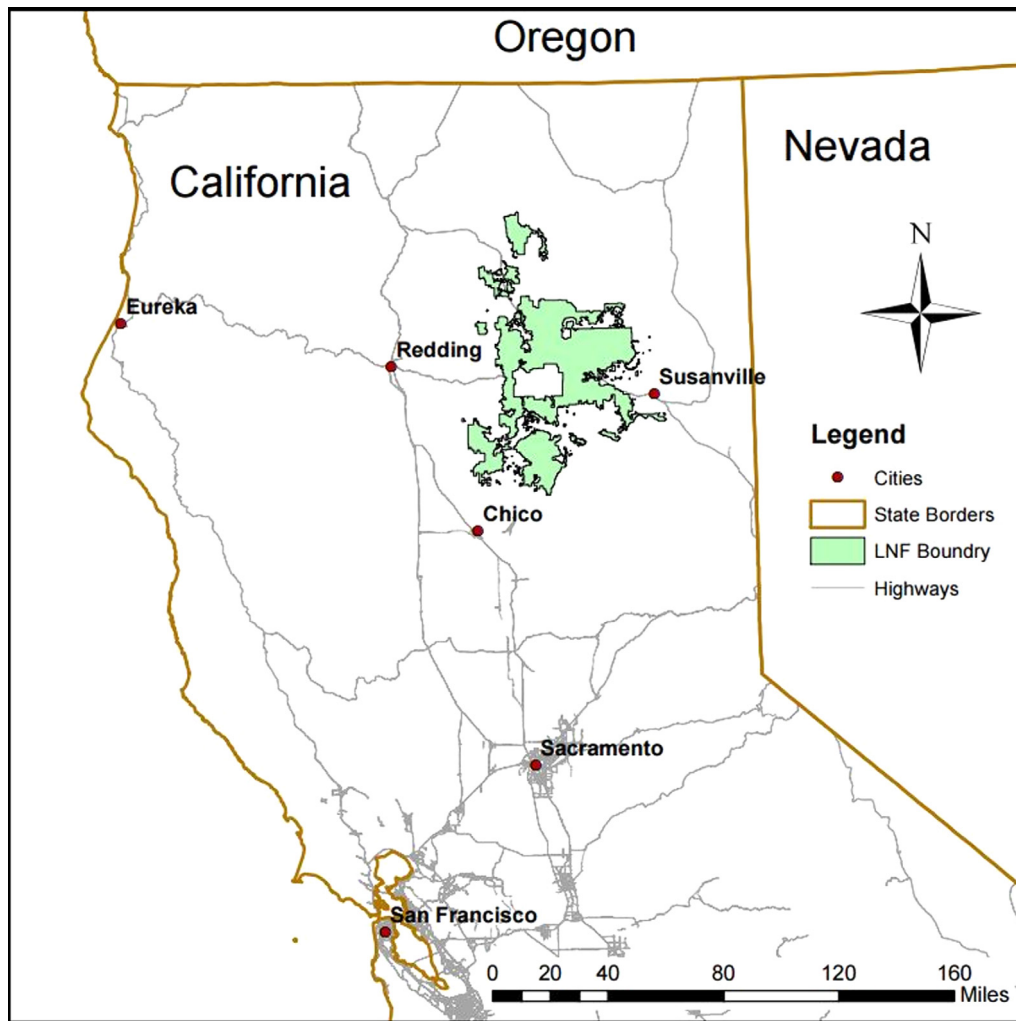 Oregon
Nevada
California
N
Eureka
Redding
Susanville
Legend
Cities
Chico
State Borders
LNF Boundry
Highways
Sacramento
San Francisco
0 20 40 80 120 160
Miles